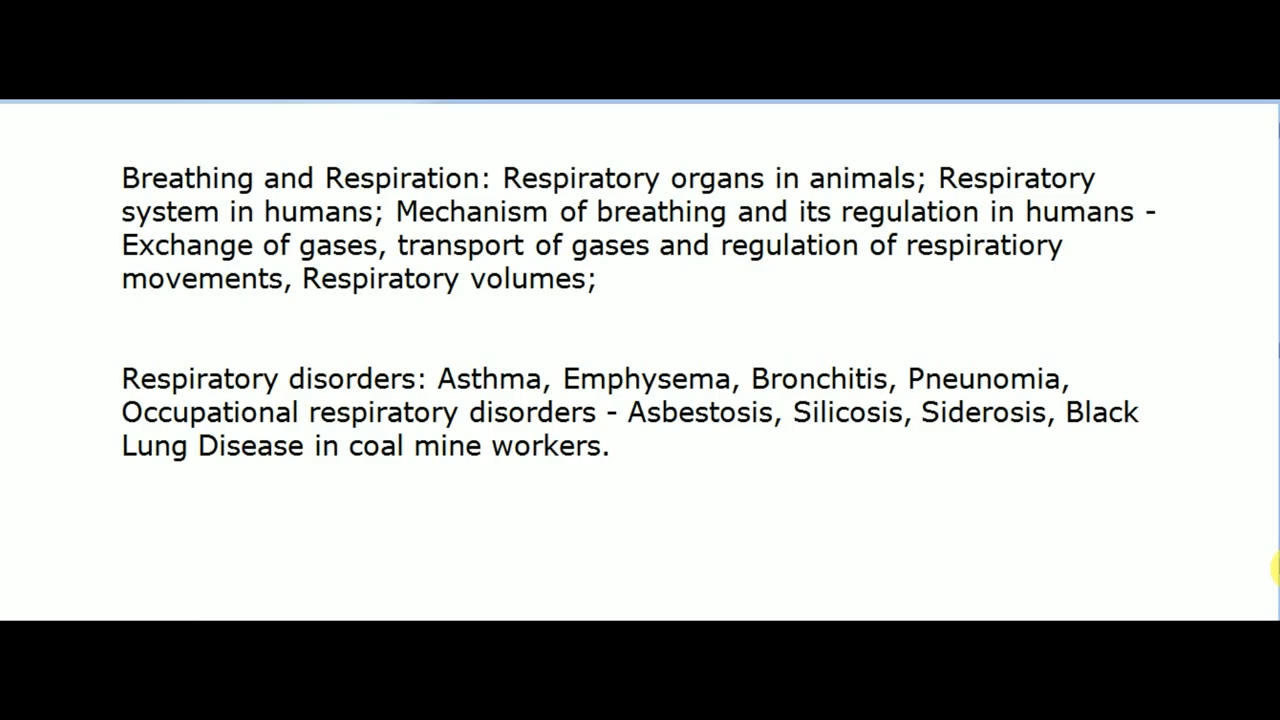 Breathing and Respiration: Respiratory organs in animals; Respiratory
system in humans; Mechanism of breathing and its regulation in humans -
Exchange of gases, transport of gases and regulation of respiratiory
movements, Respiratory volumes;
Respiratory disorders: Asthma, Emphysema, Bronchitis, Pneunomia,
Occupational respiratory disorders - Asbestosis, Silicosis, Siderosis, Black
Lung Disease in coal mine workers.